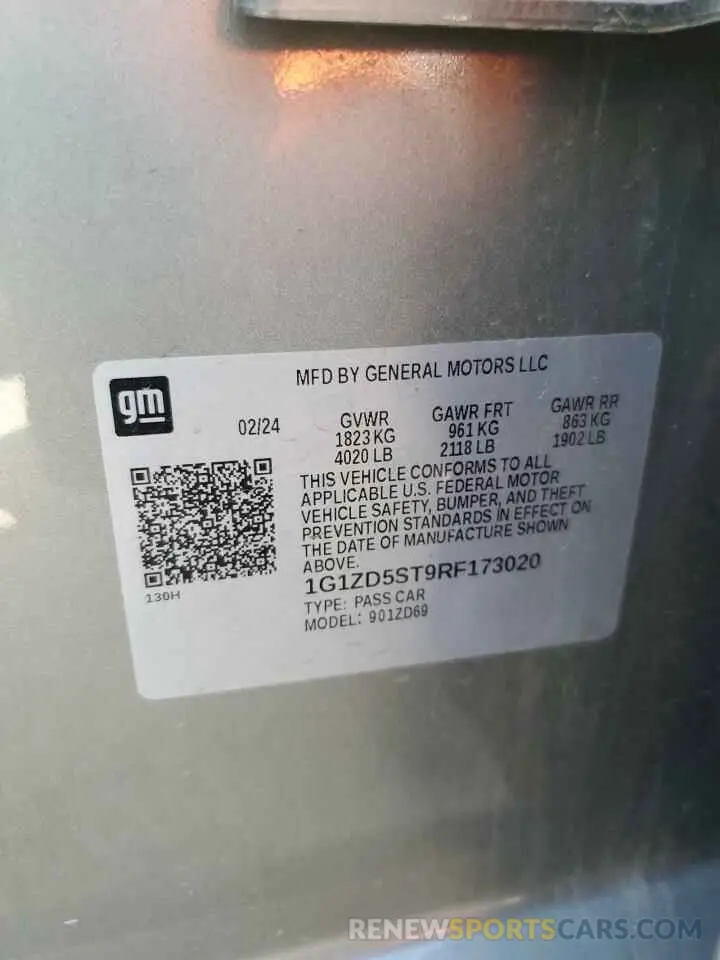 MFD BY GENERAL MOTORS LLC
gm
02/24 GVWR GAWR FRT GAWR RR
1823 KG 961 KG 863 KG
4020 LB 2118 LB 1902 LB
THIS VEHICLE CONFORMS TO ALL
APPLICABLE U.S. FEDERAL MOTOR
VEHICLE SAFETY, BUMPER, AND THEFT
PREVENTION STANDARDS IN EFFECT ON
THE DATE OF MANUFACTURE SHOWN
ABOVE.
1G1ZD5ST9RF173020
130H
TYPE: PASS CAR
MODEL: 901ZD69
RENEWSPORTSCARS.COM